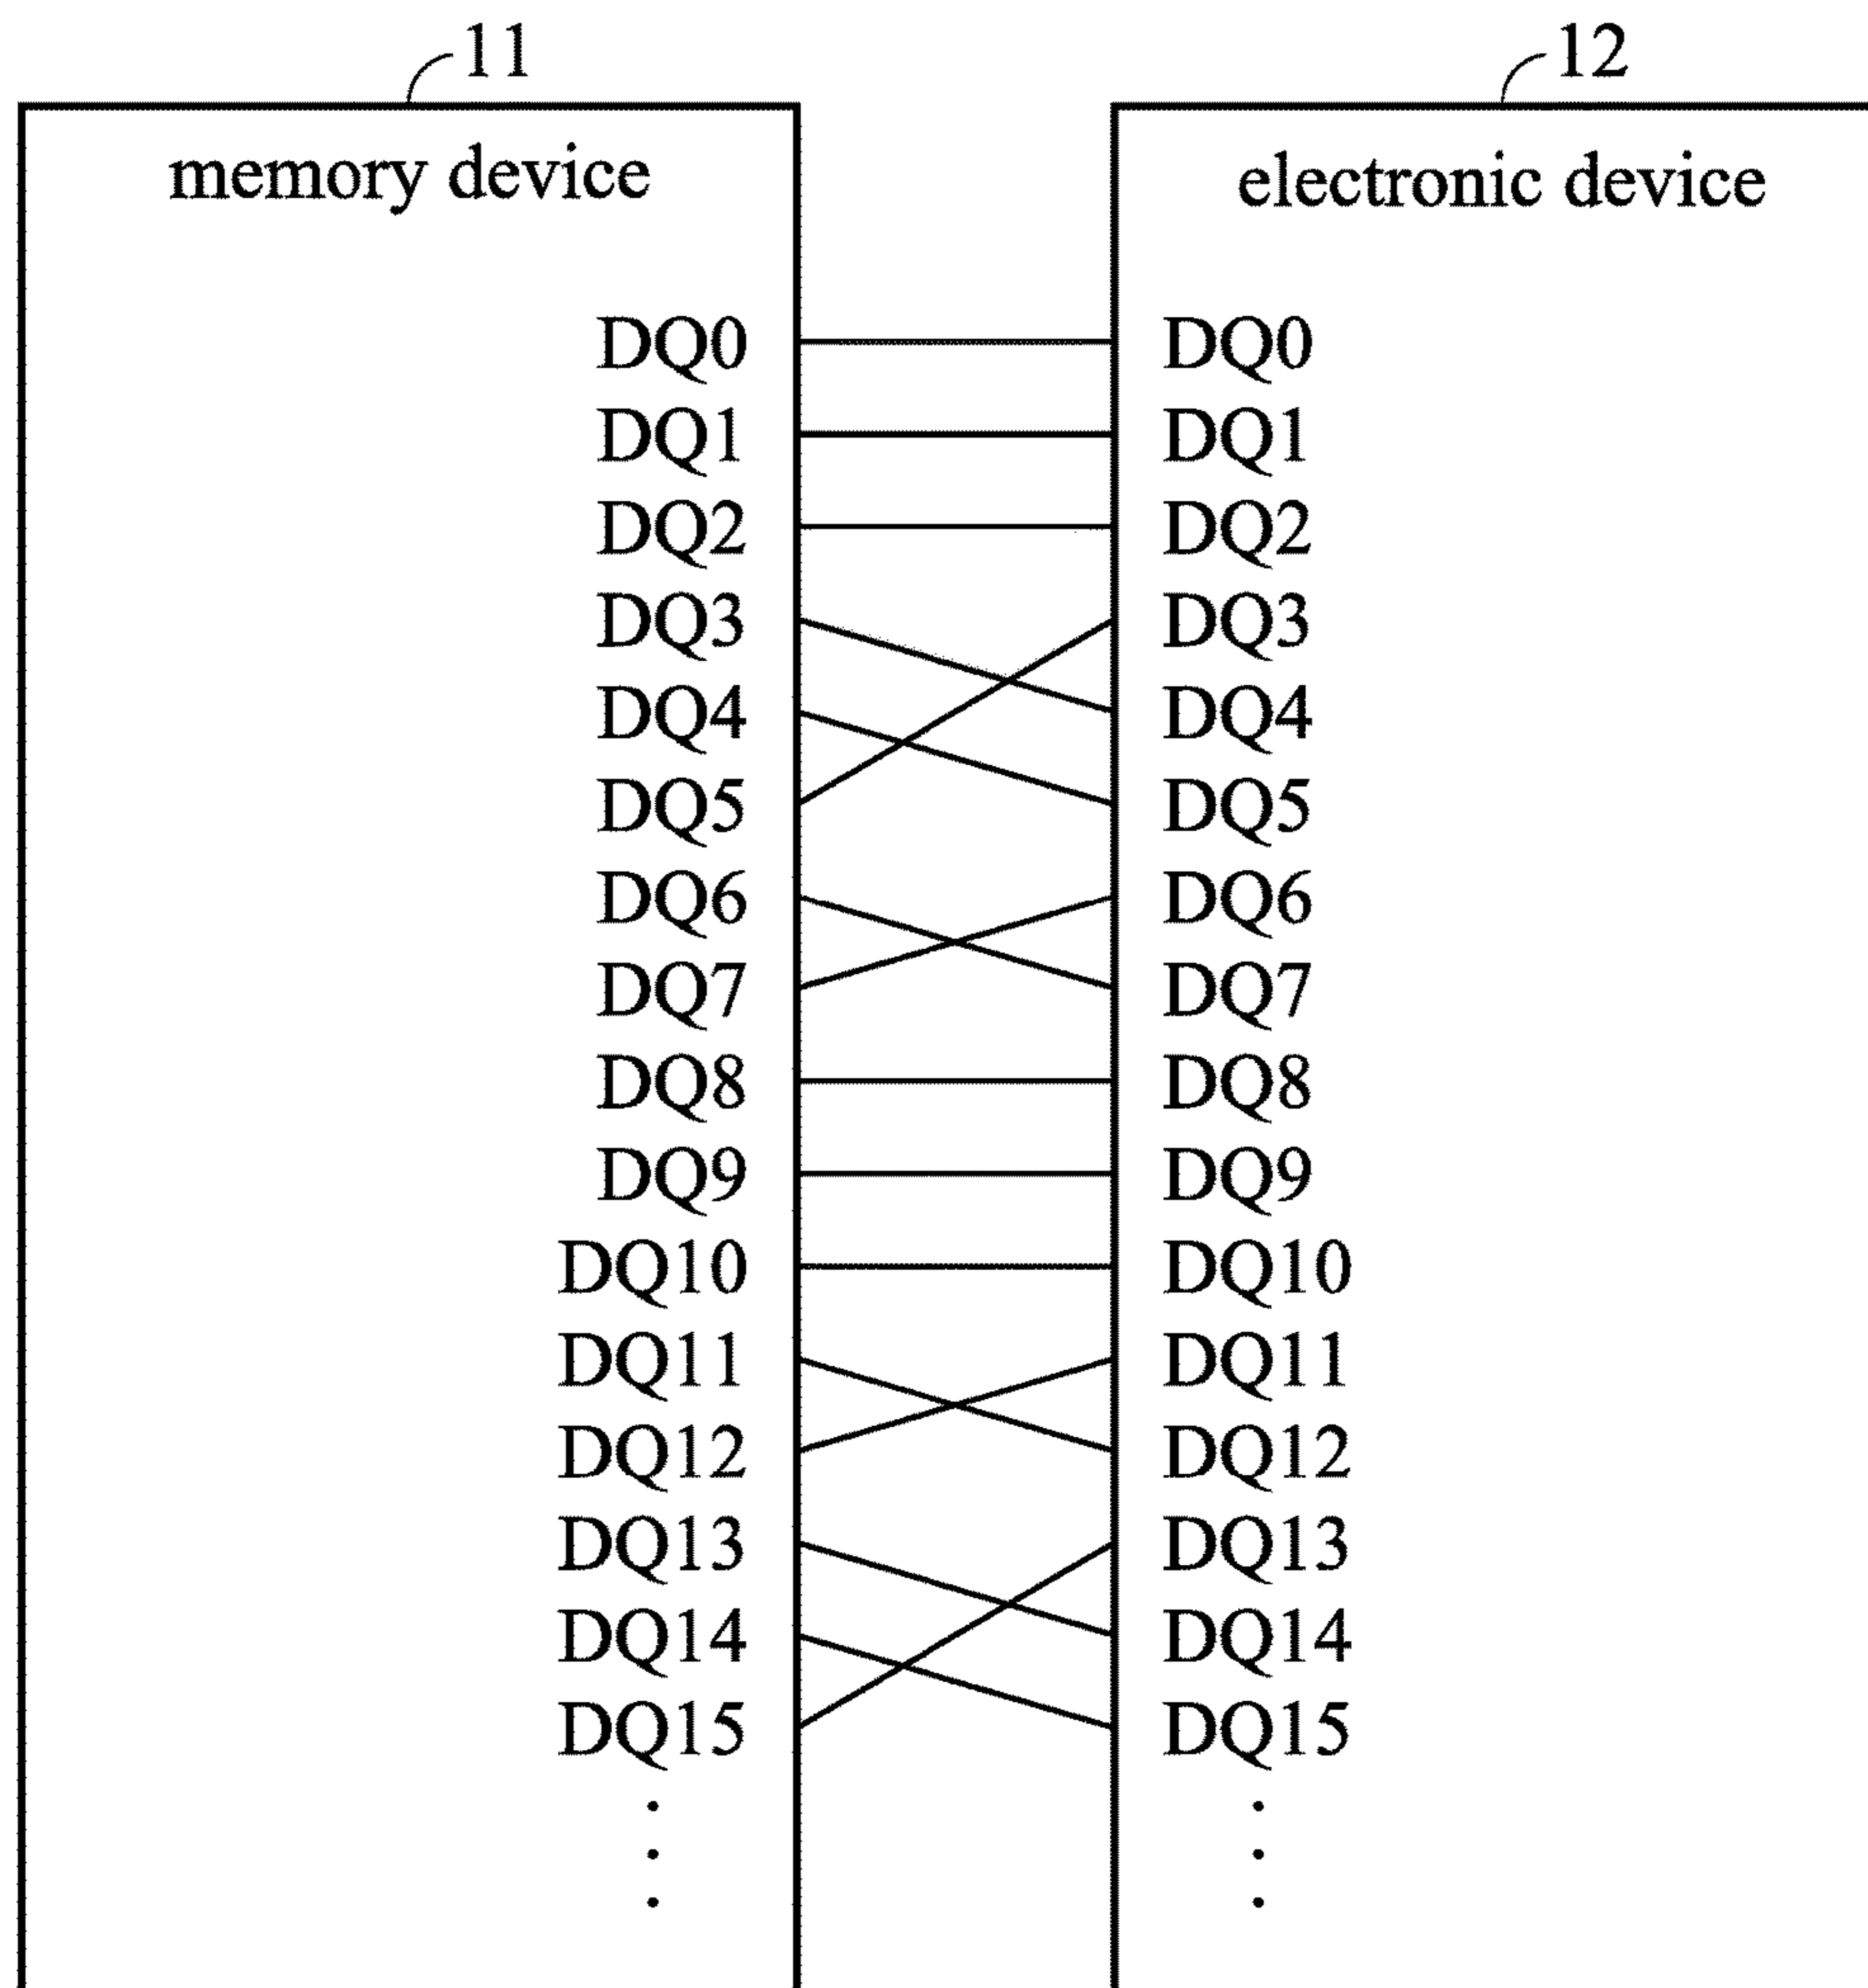 11
12
memory device
electronic device
DQ0 DQ0
DQ1 DQ1
DQ2 DQ2
DQ3 DQ3
DQ4 DQ4
DQ5 DQ5
DQ6 DQ6
DQ7 DQ7
DQ8 DQ8
DQ9 DQ9
DQ10 DQ10
DQ11 DQ11
DQ12 DQ12
DQ13 DQ13
DQ14 DQ14
DQ15 DQ15